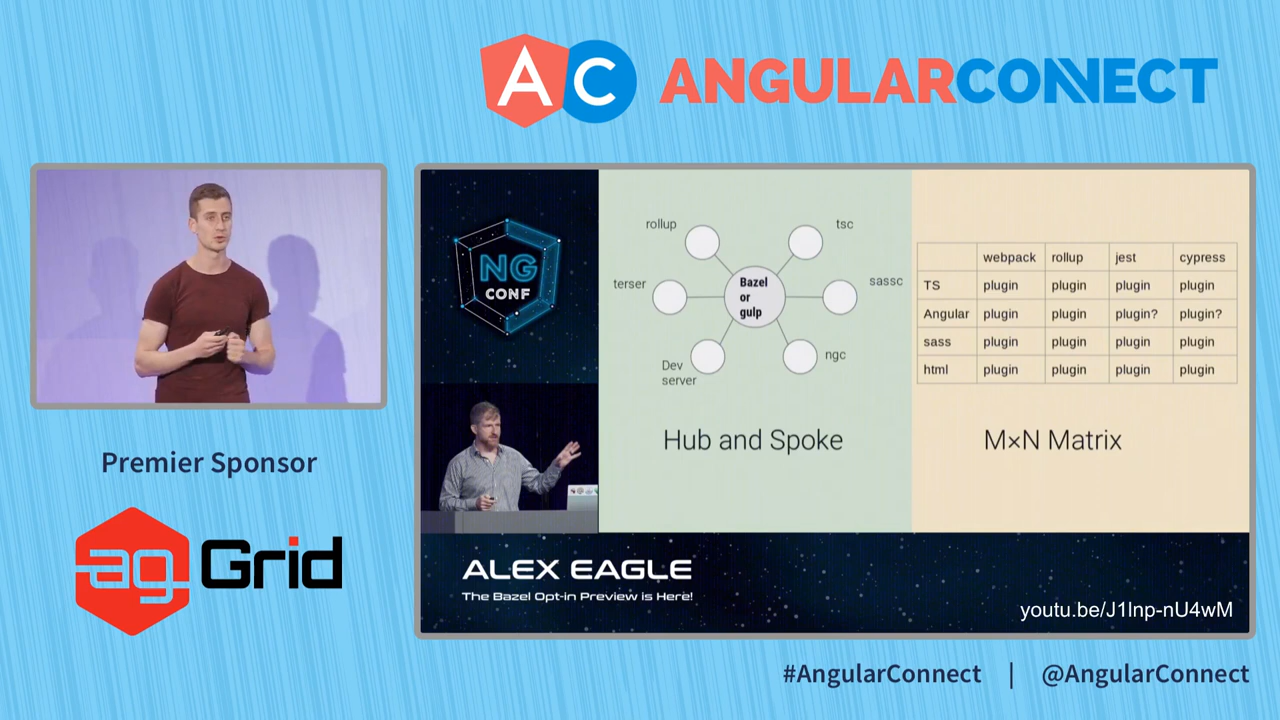 AC ANGULARCONNECT
NG
CONF
rollup
tsc
terser
sassc
Bazel
or
gulp
Dev
server
ngc
Hub and Spoke
webpack rollup jest cypress
TS plugin plugin plugin plugin
Angular plugin plugin plugin? plugin?
sass plugin plugin plugin plugin
html plugin plugin plugin plugin
M×N Matrix
ALEX EAGLE
The Bazel Opt-in Preview is Here!
youtu.be/J1lnp-nU4wM
Premier Sponsor
ag Grid
#AngularConnect | @AngularConnect